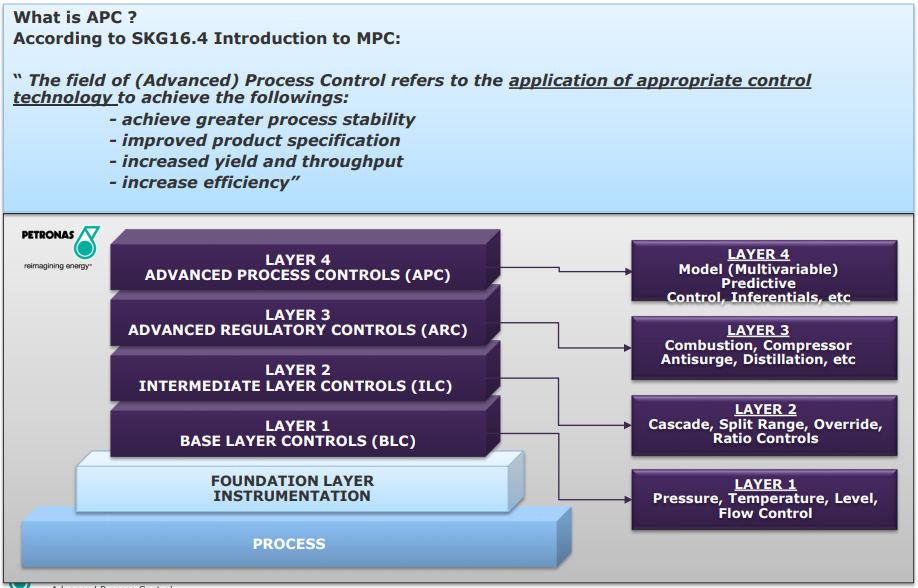 What is APC ?
According to SKG16.4 Introduction to MPC:
“ The field of (Advanced) Process Control refers to the application of appropriate control
technology to achieve the followings:
- achieve greater process stability
- improved product specification
- increased yield and throughput
- increase efficiency”
PETRONAS
reimagining energy™
LAYER 4
ADVANCED PROCESS CONTROLS (APC)
LAYER 3
ADVANCED REGULATORY CONTROLS (ARC)
LAYER 2
INTERMEDIATE LAYER CONTROLS (ILC)
LAYER 1
BASE LAYER CONTROLS (BLC)
FOUNDATION LAYER
INSTRUMENTATION
PROCESS
LAYER 4
Model (Multivariable)
Predictive
Control, Inferentials, etc
LAYER 3
Combustion, Compressor
Antisurge, Distillation, etc
LAYER 2
Cascade, Split Range, Override,
Ratio Controls
LAYER 1
Pressure, Temperature, Level,
Flow Control
Advanced Process Control